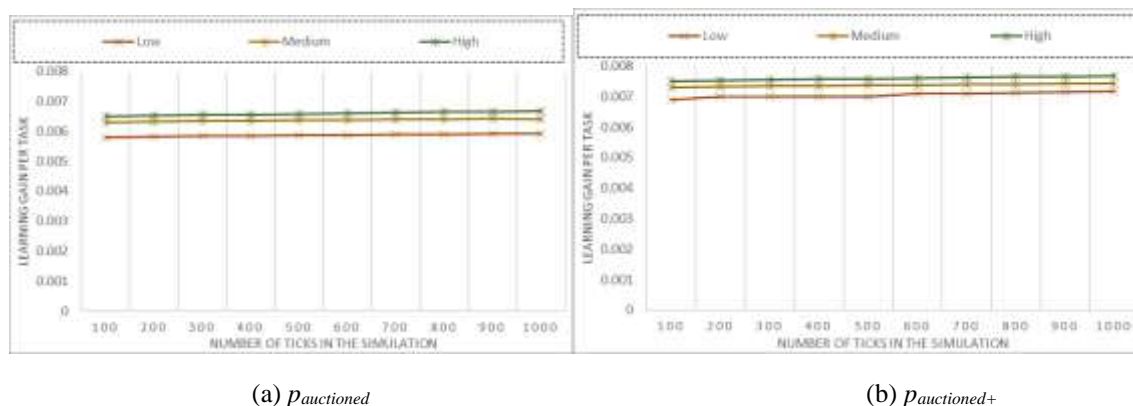 Low Medium High
0.008
0.007
0.006
0.005
0.004
0.003
0.002
0.001
0
LEARNING GAIN PER TASK
100 200 300 400 500 600 700 800 900 1000
NUMBER OF TICKS IN THE SIMULATION
(a) pauctioned
Low Medium High
0.008
0.007
0.006
0.005
0.004
0.003
0.002
0.001
0
LEARNING GAIN PER TASK
100 200 300 400 500 600 700 800 900 1000
NUMBER OF TICKS IN THE SIMULATION
(b) pauctioned+